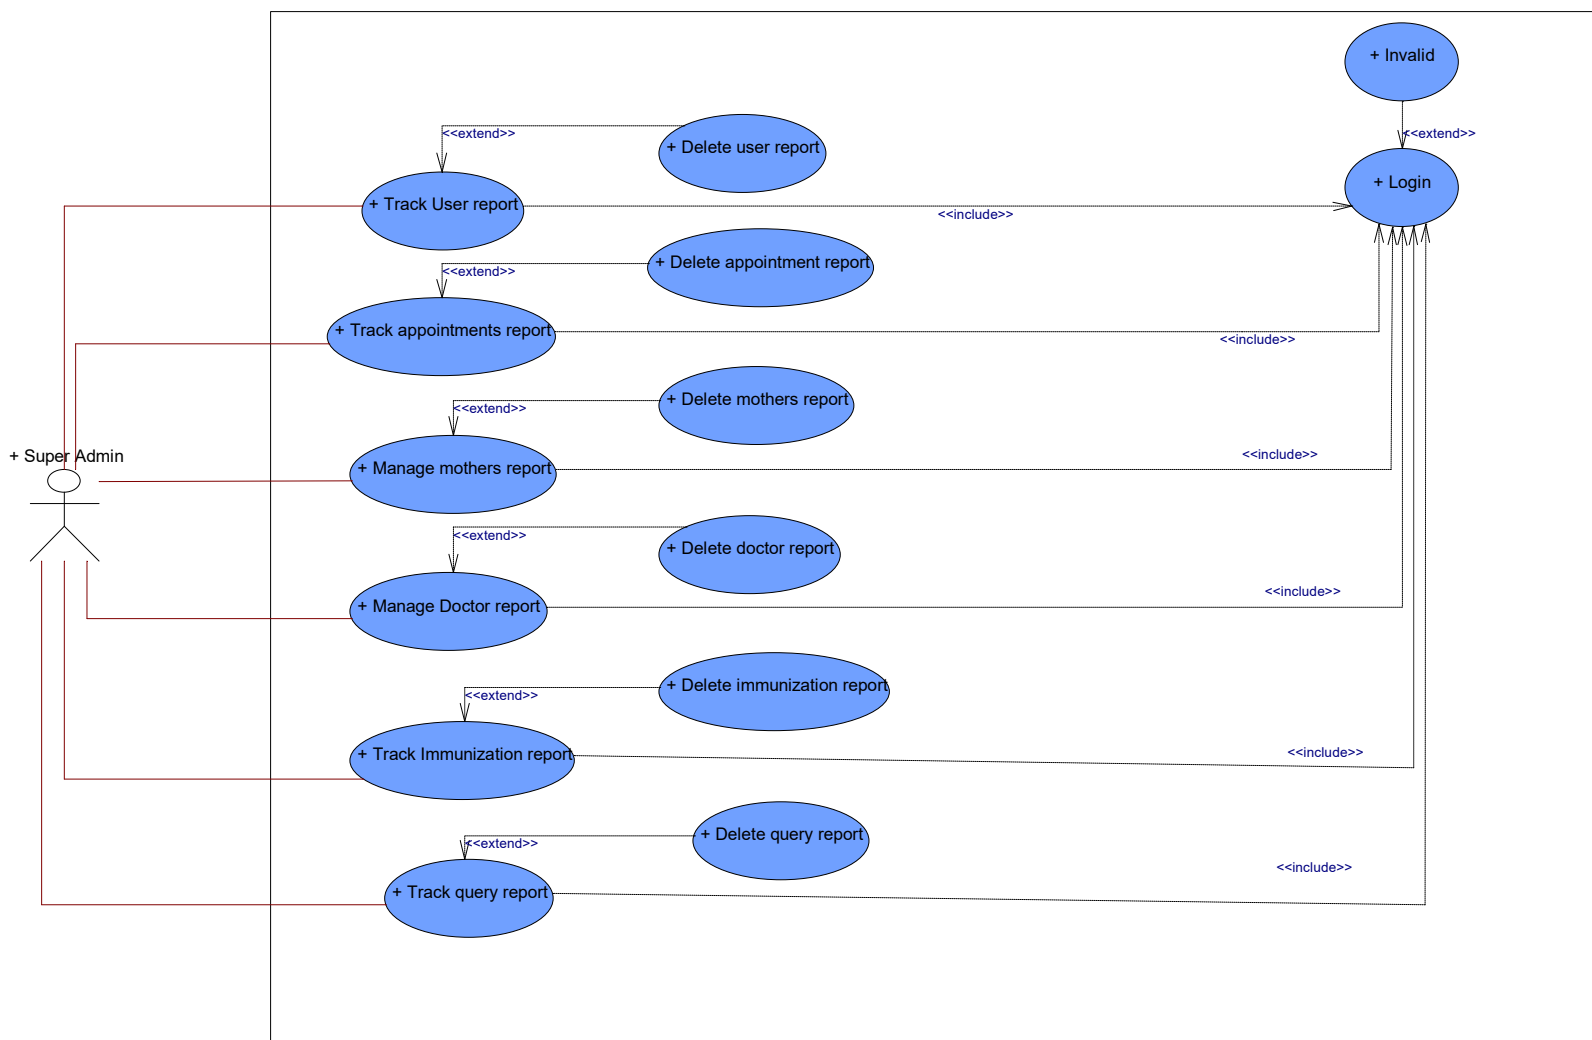 + Invalid
<<extend>>
+ Delete user report
<<extend>>
+ Login
+ Track User report
<<include>>
+ Delete appointment report
<<extend>>
+ Track appointments report
<<include>>
+ Delete mothers report
<<extend>>
+ Super Admin
+ Manage mothers report
<<include>>
+ Delete doctor report
<<extend>>
+ Manage Doctor report
<<include>>
+ Delete immunization report
<<extend>>
+ Track Immunization report
<<include>>
+ Delete query report
<<extend>>
+ Track query report
<<include>>